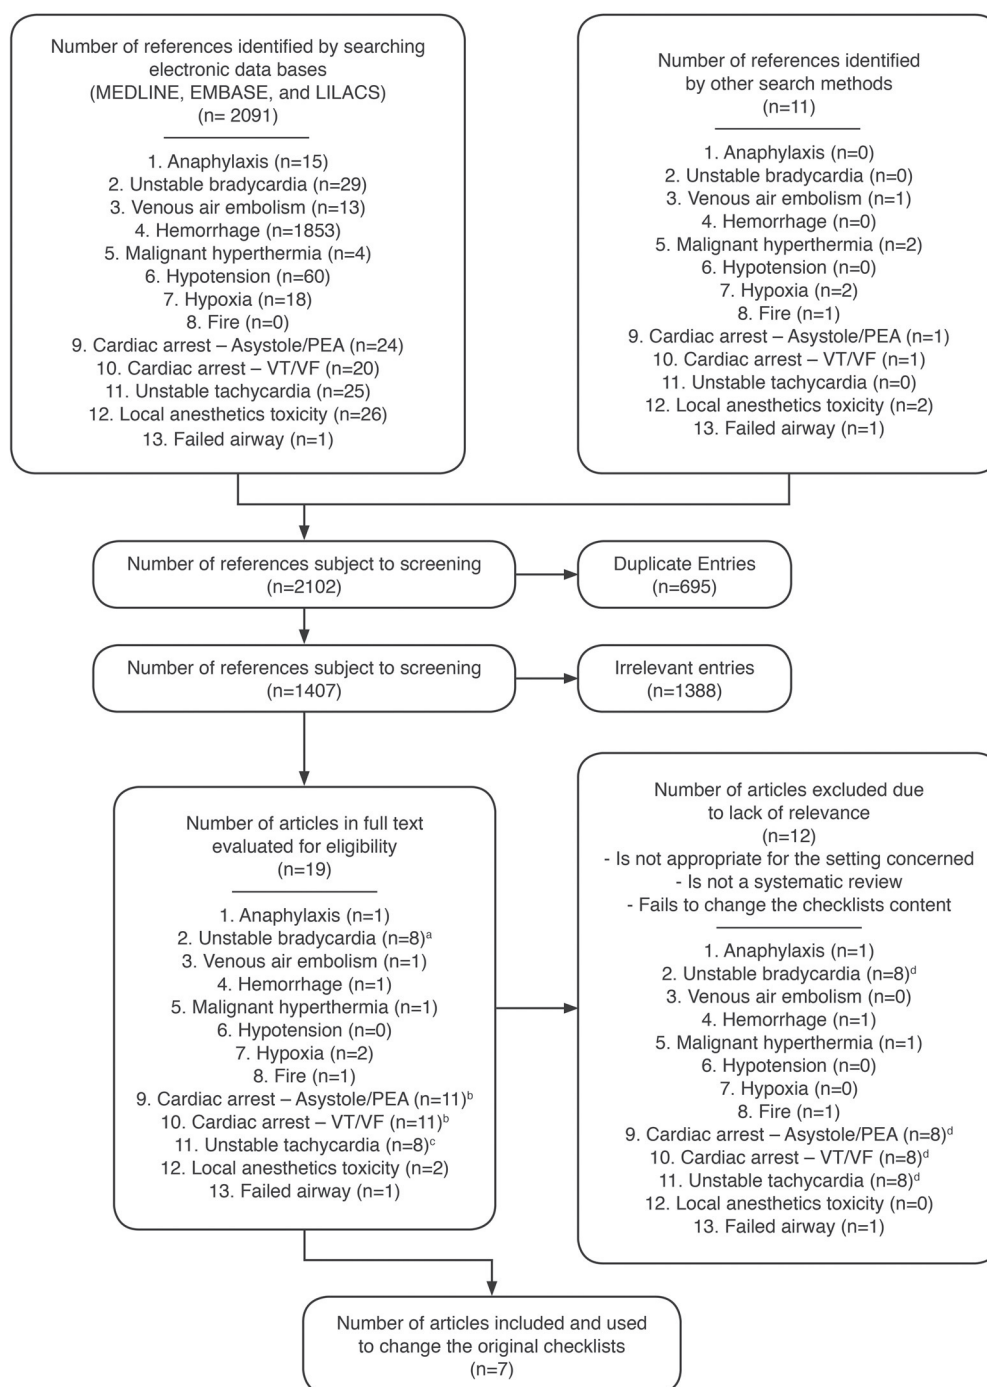 Number of references identified by searching
electronic data bases
(MEDLINE, EMBASE, and LILACS)
(n= 2091)
1. Anaphylaxis (n=15)
2. Unstable bradycardia (n=29)
3. Venous air embolism (n=13)
4. Hemorrhage (n=1853)
5. Malignant hyperthermia (n=4)
6. Hypotension (n=60)
7. Hypoxia (n=18)
8. Fire (n=0)
9. Cardiac arrest – Asystole/PEA (n=24)
10. Cardiac arrest – VT/VF (n=20)
11. Unstable tachycardia (n=25)
12. Local anesthetics toxicity (n=26)
13. Failed airway (n=1)
Number of references identified
by other search methods
(n=11)
1. Anaphylaxis (n=0)
2. Unstable bradycardia (n=0)
3. Venous air embolism (n=1)
4. Hemorrhage (n=0)
5. Malignant hyperthermia (n=2)
6. Hypotension (n=0)
7. Hypoxia (n=2)
8. Fire (n=1)
9. Cardiac arrest – Asystole/PEA (n=1)
10. Cardiac arrest – VT/VF (n=1)
11. Unstable tachycardia (n=0)
12. Local anesthetics toxicity (n=2)
13. Failed airway (n=1)
Number of references subject to screening
(n=2102)
Duplicate Entries
(n=695)
Number of references subject to screening
(n=1407)
Irrelevant entries
(n=1388)
Number of articles in full text
evaluated for eligibility
(n=19)
1. Anaphylaxis (n=1)
2. Unstable bradycardia (n=8)ᵃ
3. Venous air embolism (n=1)
4. Hemorrhage (n=1)
5. Malignant hyperthermia (n=1)
6. Hypotension (n=0)
7. Hypoxia (n=2)
8. Fire (n=1)
9. Cardiac arrest – Asystole/PEA (n=11)ᵇ
10. Cardiac arrest – VT/VF (n=11)ᵇ
11. Unstable tachycardia (n=8)ᶜ
12. Local anesthetics toxicity (n=2)
13. Failed airway (n=1)
Number of articles excluded due
to lack of relevance
(n=12)
- Is not appropriate for the setting concerned
- Is not a systematic review
- Fails to change the checklists content
1. Anaphylaxis (n=1)
2. Unstable bradycardia (n=8)ᵈ
3. Venous air embolism (n=0)
4. Hemorrhage (n=1)
5. Malignant hyperthermia (n=1)
6. Hypotension (n=0)
7. Hypoxia (n=0)
8. Fire (n=1)
9. Cardiac arrest – Asystole/PEA (n=8)ᵈ
10. Cardiac arrest – VT/VF (n=8)ᵈ
11. Unstable tachycardia (n=8)ᵈ
12. Local anesthetics toxicity (n=0)
13. Failed airway (n=1)
Number of articles included and used
to change the original checklists
(n=7)